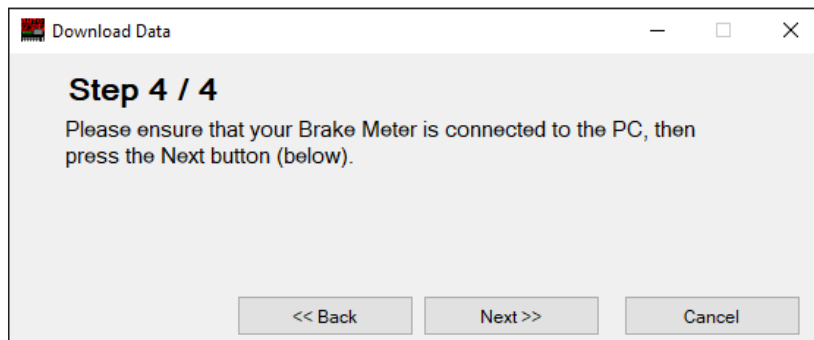 Download Data
Step 4 / 4
Please ensure that your Brake Meter is connected to the PC, then
press the Next button (below).
<< Back
Next >>
Cancel